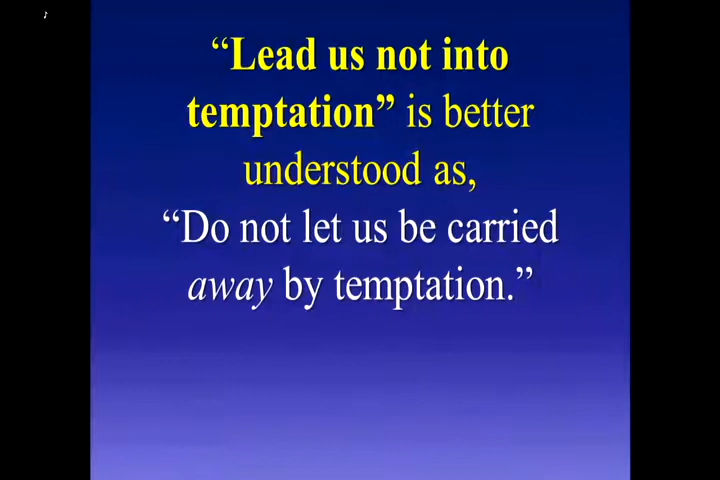 ♪
“Lead us not into
temptation” is better
understood as,
“Do not let us be carried
away by temptation.”